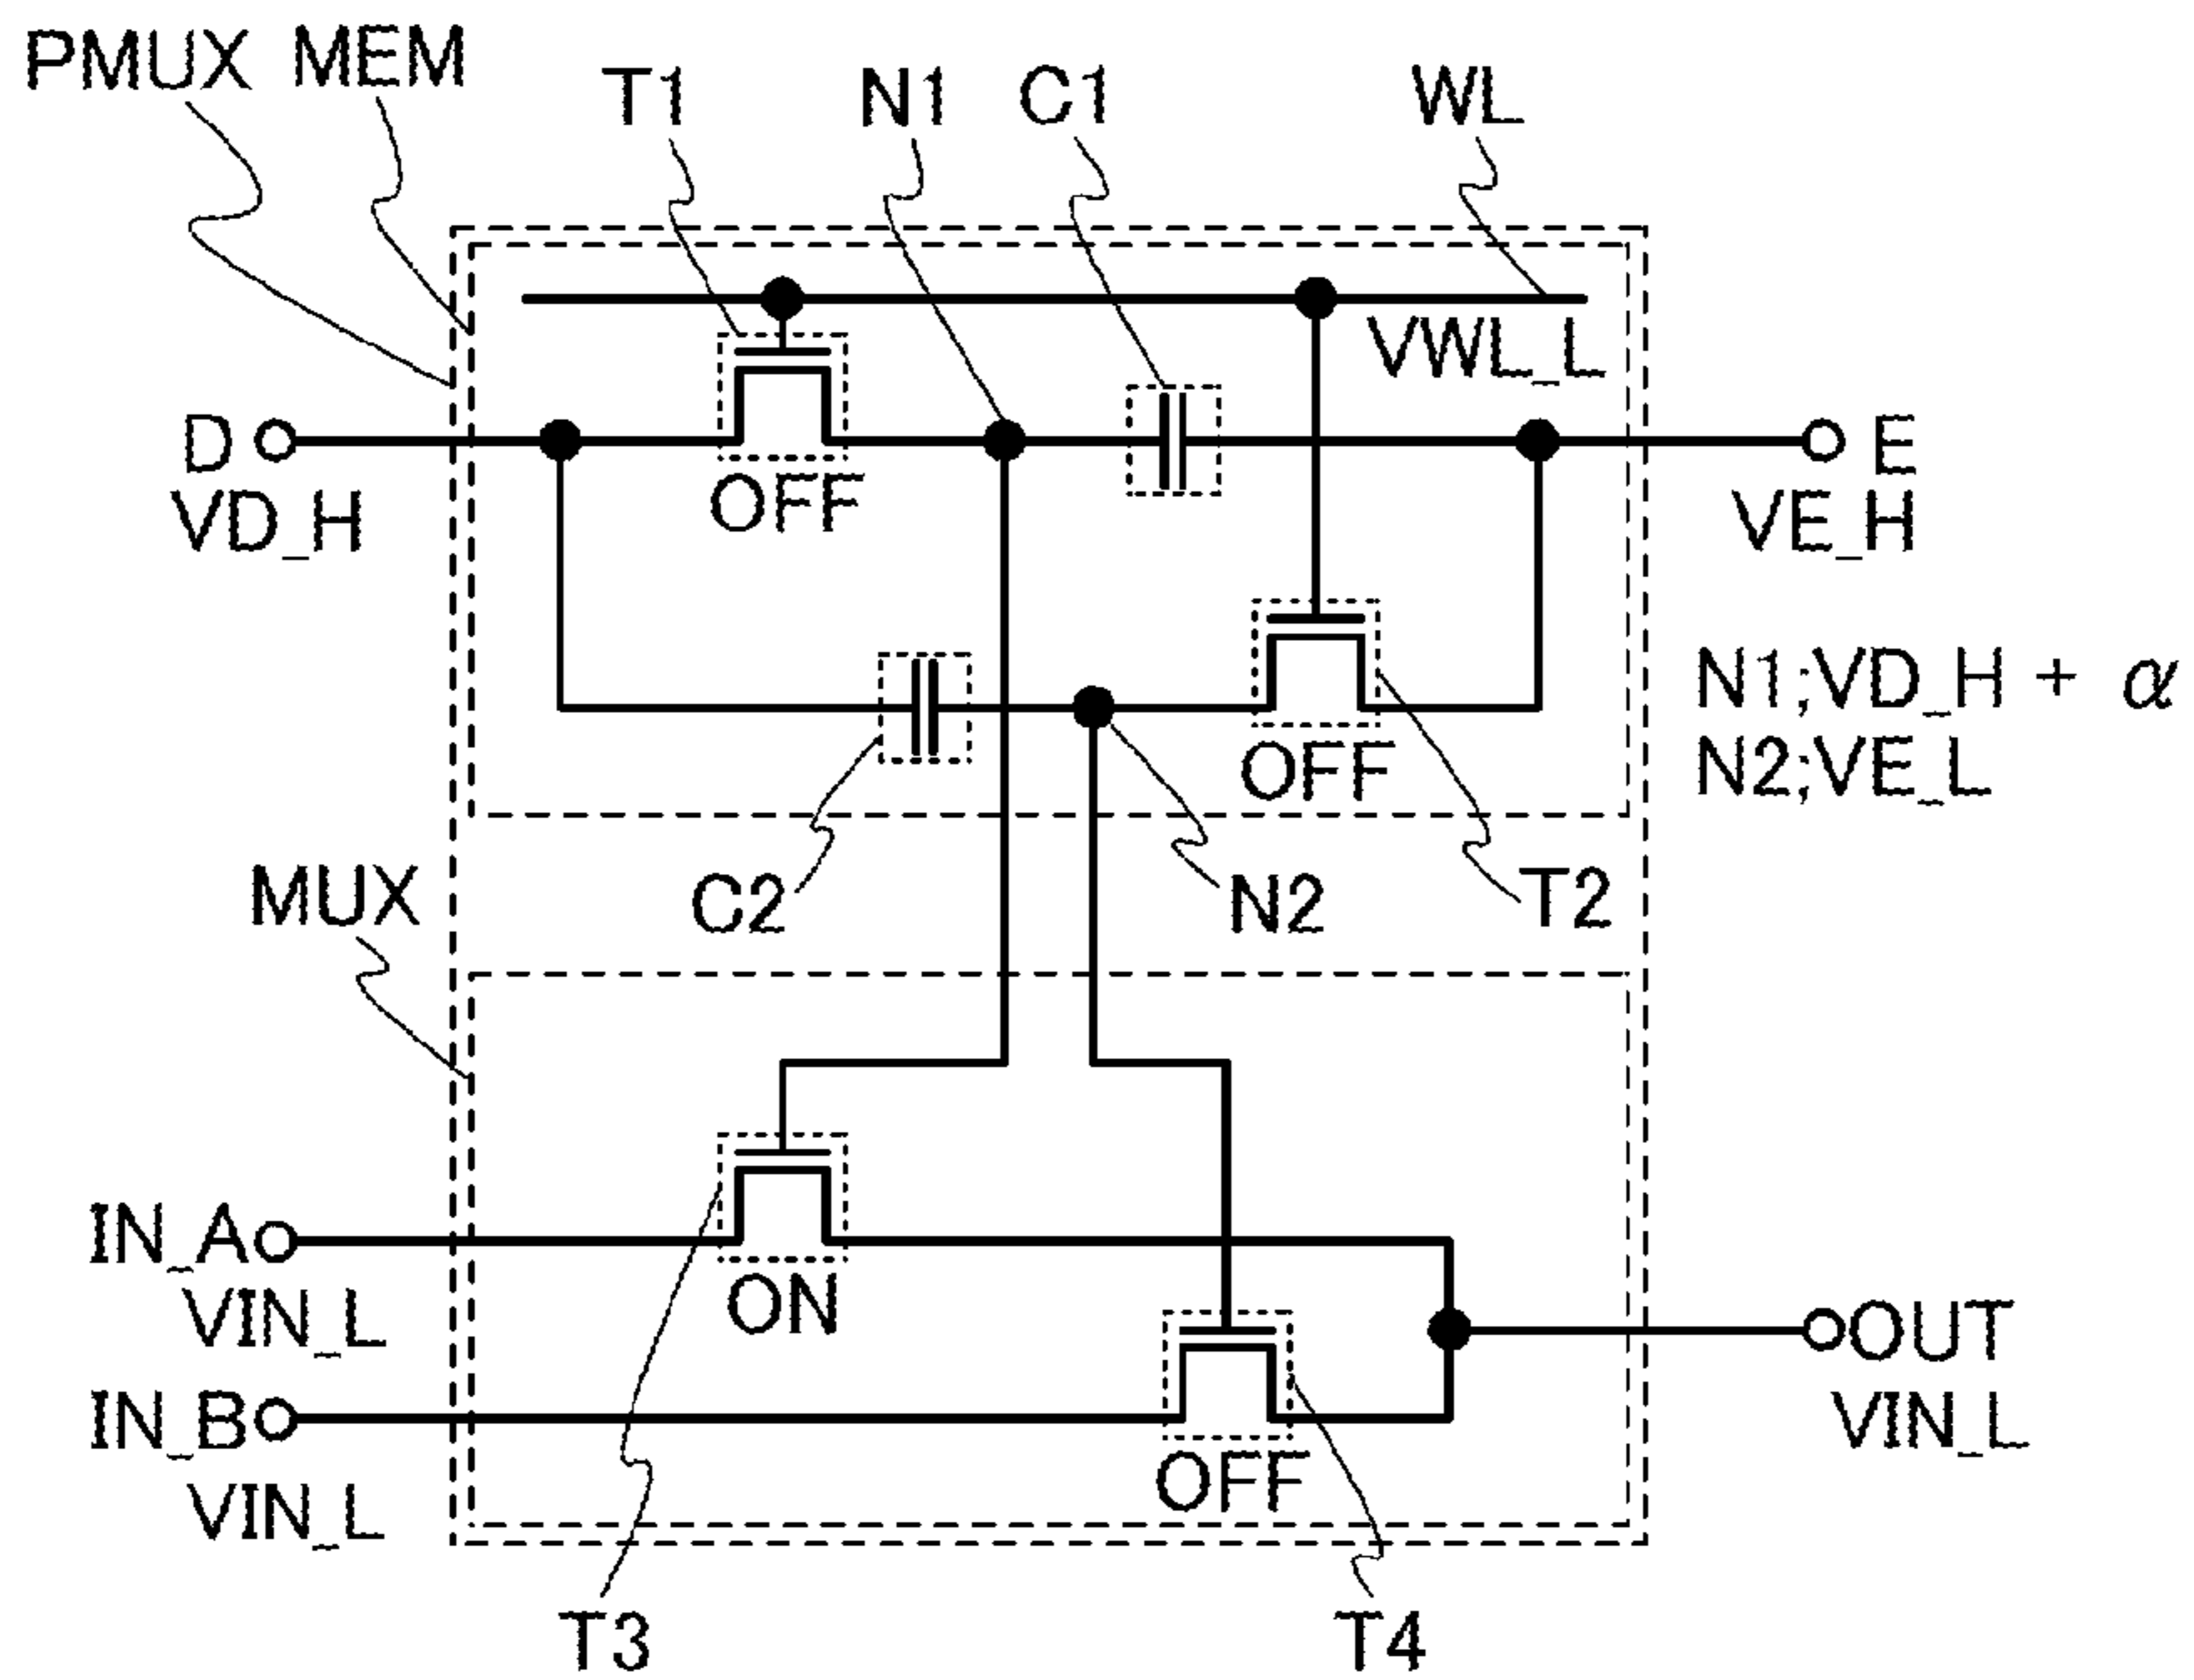 PMUX MEM T1 N1 C1 WL
VWL_L
D E
VD_H OFF VE_H
N1;VD_H + α
OFF N2;VE_L
MUX C2 N2 T2
IN_A ON
VIN_L OUT
IN_B VIN_L
VIN_L OFF
T3 T4